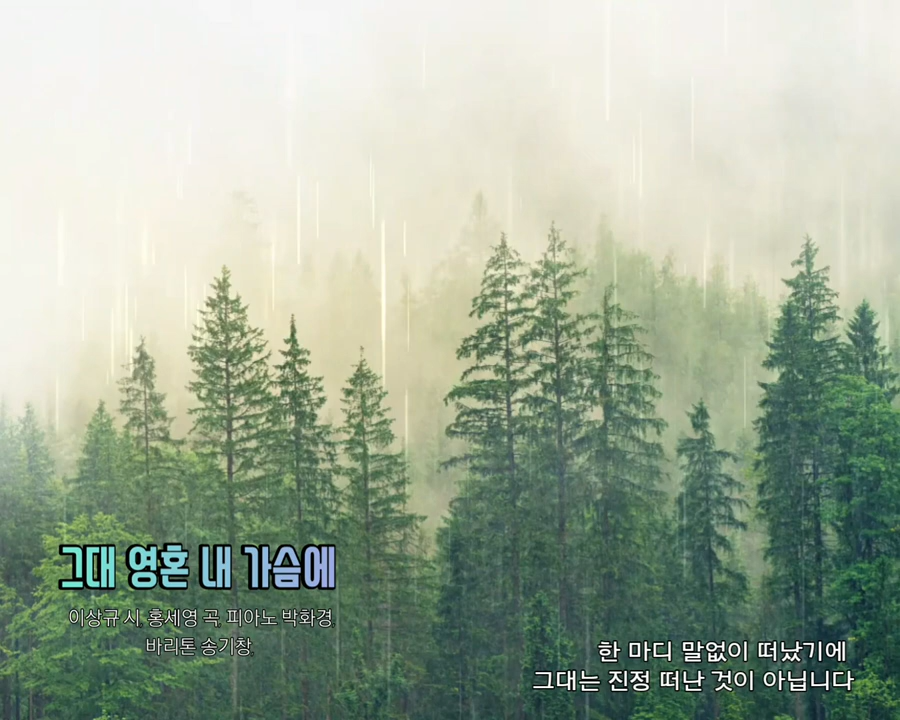 그대 영혼 내 가슴에
이상규 시, 홍세영 곡, 피아노 박화경
바리톤 송기창
한 마디 말없이 떠났기에
그대는 진정 떠난 것이 아닙니다